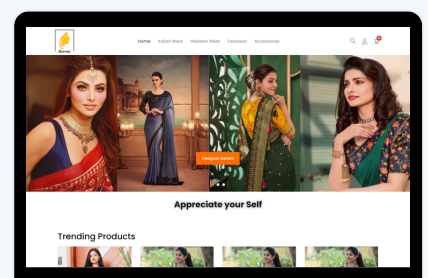 Home Indian Wear Western Wear Footwear Accessories
Designer Sarees
Appreciate your Self
Trending Products